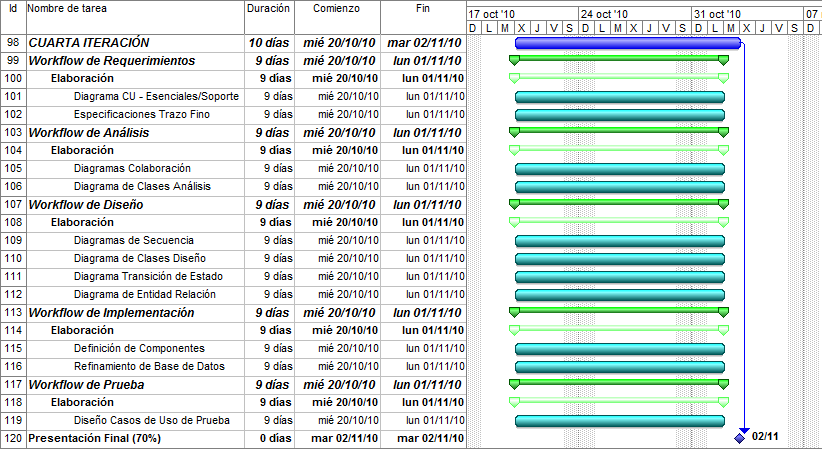 Id Nombre de tarea Duración Comienzo Fin 17 oct '10 24 oct '10 31 oct '10 07
D L M X J V S D L M X J V S D L M X J V S D
98 CUARTA ITERACIÓN 10 días mié 20/10/10 mar 02/11/10
99 Workflow de Requerimientos 9 días mié 20/10/10 lun 01/11/10
100 Elaboración 9 días mié 20/10/10 lun 01/11/10
101 Diagrama CU - Esenciales/Soporte 9 días mié 20/10/10 lun 01/11/10
102 Especificaciones Trazo Fino 9 días mié 20/10/10 lun 01/11/10
103 Workflow de Análisis 9 días mié 20/10/10 lun 01/11/10
104 Elaboración 9 días mié 20/10/10 lun 01/11/10
105 Diagramas Colaboración 9 días mié 20/10/10 lun 01/11/10
106 Diagrama de Clases Análisis 9 días mié 20/10/10 lun 01/11/10
107 Workflow de Diseño 9 días mié 20/10/10 lun 01/11/10
108 Elaboración 9 días mié 20/10/10 lun 01/11/10
109 Diagramas de Secuencia 9 días mié 20/10/10 lun 01/11/10
110 Diagrama de Clases Diseño 9 días mié 20/10/10 lun 01/11/10
111 Diagrama Transición de Estado 9 días mié 20/10/10 lun 01/11/10
112 Diagrama de Entidad Relación 9 días mié 20/10/10 lun 01/11/10
113 Workflow de Implementación 9 días mié 20/10/10 lun 01/11/10
114 Elaboración 9 días mié 20/10/10 lun 01/11/10
115 Definición de Componentes 9 días mié 20/10/10 lun 01/11/10
116 Refinamiento de Base de Datos 9 días mié 20/10/10 lun 01/11/10
117 Workflow de Prueba 9 días mié 20/10/10 lun 01/11/10
118 Elaboración 9 días mié 20/10/10 lun 01/11/10
119 Diseño Casos de Uso de Prueba 9 días mié 20/10/10 lun 01/11/10
120 Presentación Final (70%) 0 días mar 02/11/10 mar 02/11/10 02/11